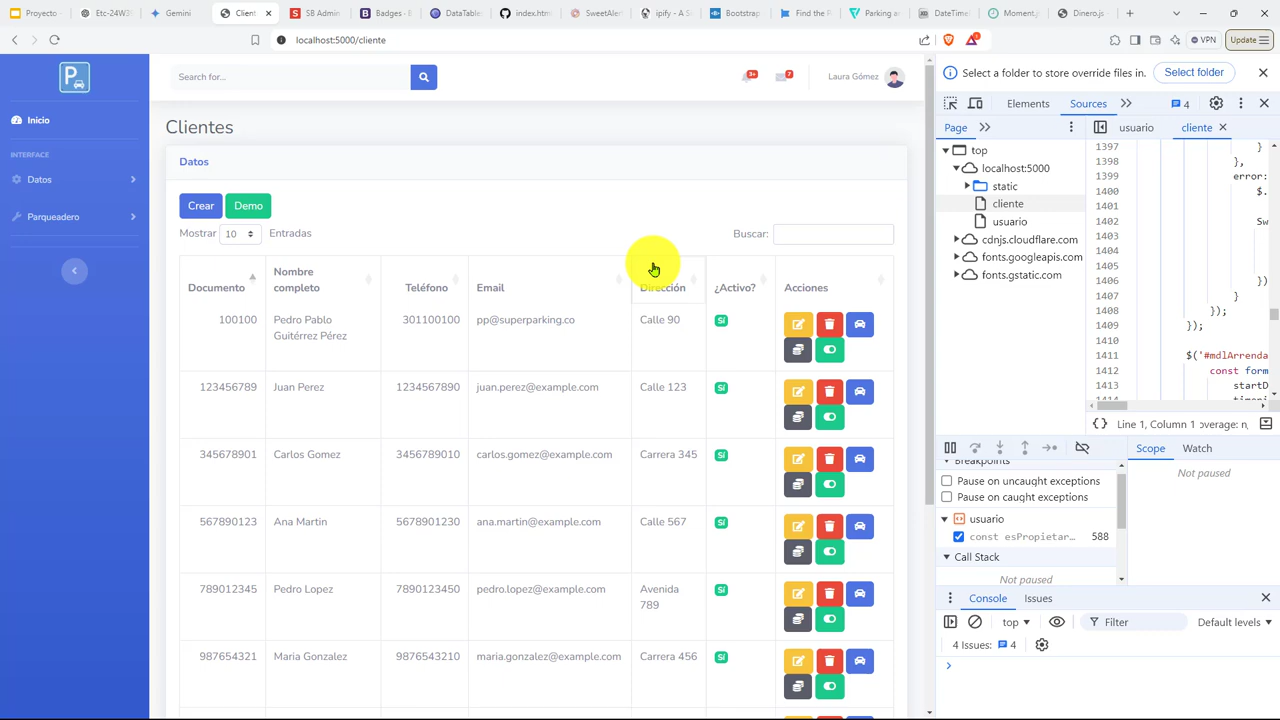 Proyecto - Etc-24W3 Gemini Client SB Admin Badges - B DataTable index.html SweetAler ipify - A S Bootstrap Find the R Parking ar DateTime Moment.js Dinero.js -
localhost:5000/cliente
VPN Update
P
Inicio
INTERFACE
Datos
Parqueadero
Search for...
3+ 7
Laura Gómez
Clientes
Datos
Crear Demo
Mostrar 10 Entradas
Buscar:
Documento Nombre completo Teléfono Email Dirección ¿Activo? Acciones
100100 Pedro Pablo Guitérrez Pérez 301100100 pp@superparking.co Calle 90 Sí
123456789 Juan Perez 1234567890 juan.perez@example.com Calle 123 Sí
345678901 Carlos Gomez 3456789010 carlos.gomez@example.com Carrera 345 Sí
567890123 Ana Martin 5678901230 ana.martin@example.com Calle 567 Sí
789012345 Pedro Lopez 7890123450 pedro.lopez@example.com Avenida 789 Sí
987654321 Maria Gonzalez 9876543210 maria.gonzalez@example.com Carrera 456 Sí
Select a folder to store override files in. Select folder
Elements Sources 4
Page usuario cliente
top
localhost:5000
static
cliente
usuario
cdnjs.cloudflare.com
fonts.googleapis.com
fonts.gstatic.com
1397 }
1398 },
1399 error:
1400 $.
1401
1402 Sw
1403
1404
1405
1406 })
1407 }
1408 });
1409 });
1410
1411 $('#mdlArrenda
1412 const form
1413 startD
1414
Line 1, Column 1
Breakpoints
Pause on uncaught exceptions
Pause on caught exceptions
usuario
const esPropietar... 588
Call Stack
Not paused
Scope Watch
Not paused
Console Issues
top Filter Default levels
4 Issues: 4